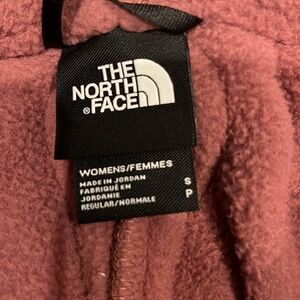 THE
NORTH
®FACE
WOMENS/FEMMES
MADE IN JORDAN
FABRIQUÉ EN
JORDANIE
REGULAR/NORMALE
S
P